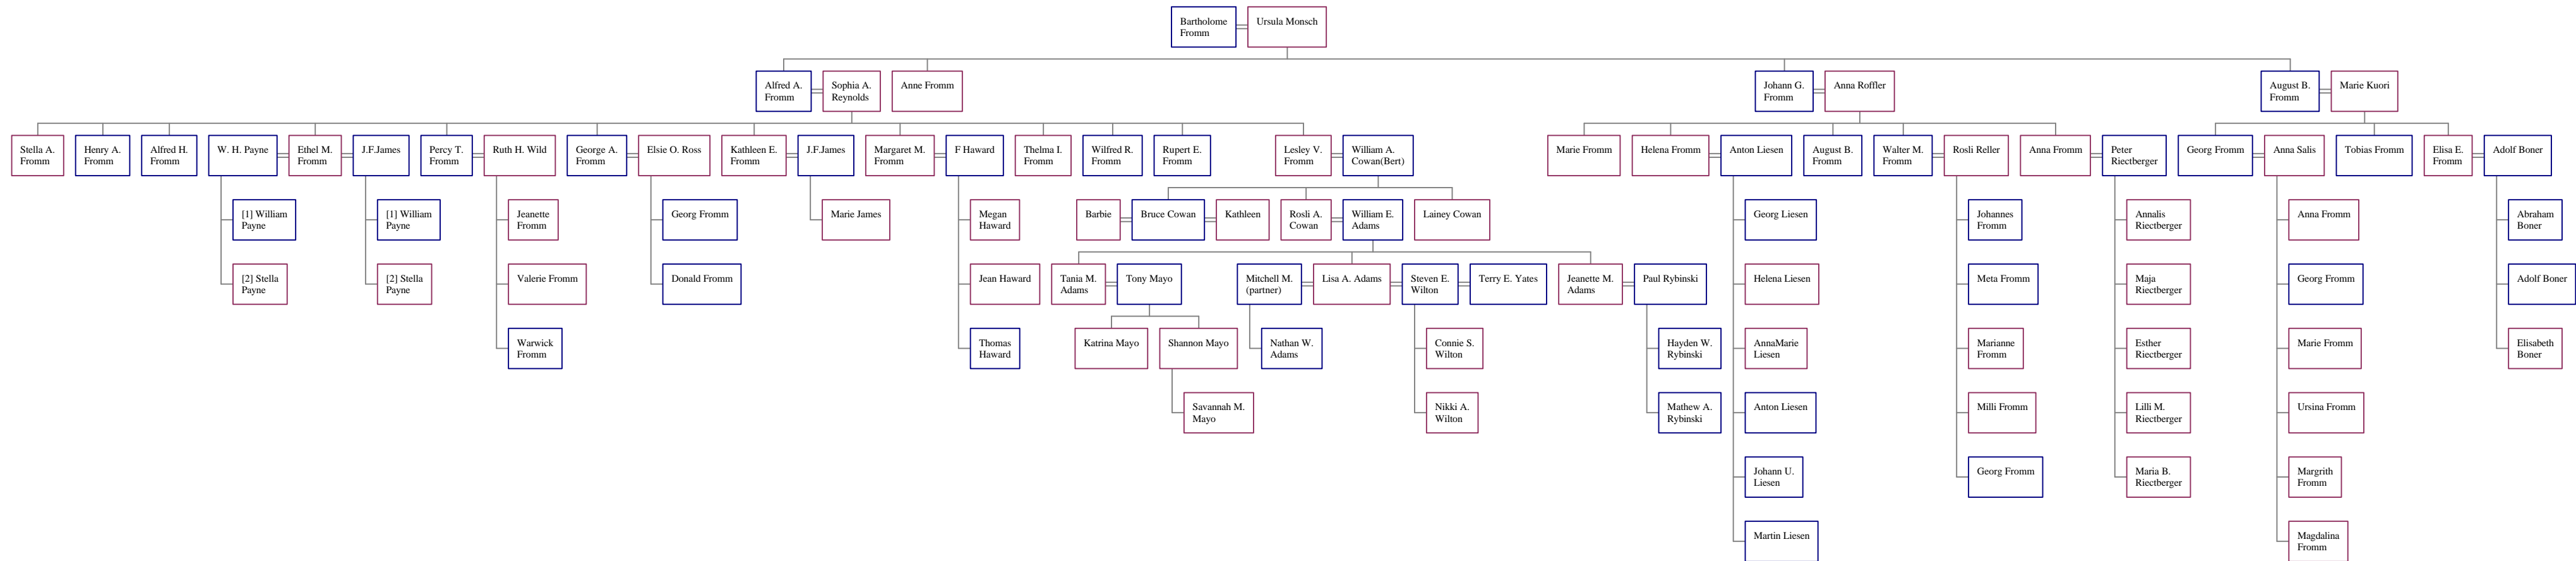 Bartholome
Fromm
Ursula Monsch
Alfred A.
Fromm
Sophia A.
Reynolds
Anne Fromm
Johann G.
Fromm
Anna Roffler
August B.
Fromm
Marie Kuori
Stella A.
Fromm
Henry A.
Fromm
Alfred H.
Fromm
W. H. Payne
Ethel M.
Fromm
J.F.James
Percy T.
Fromm
Ruth H. Wild
George A.
Fromm
Elsie O. Ross
Kathleen E.
Fromm
J.F.James
Margaret M.
Fromm
F Haward
Thelma I.
Fromm
Wilfred R.
Fromm
Rupert E.
Fromm
Lesley V.
Fromm
William A.
Cowan(Bert)
Marie Fromm
Helena Fromm
Anton Liesen
August B.
Fromm
Walter M.
Fromm
Rosli Reller
Anna Fromm
Peter
Riectberger
Georg Fromm
Anna Salis
Tobias Fromm
Elisa E.
Fromm
Adolf Boner
[1] William
Payne
[1] William
Payne
Jeanette
Fromm
Georg Fromm
Marie James
Megan
Haward
Barbie
Bruce Cowan
Kathleen
Rosli A.
Cowan
William E.
Adams
Lainey Cowan
Georg Liesen
Johannes
Fromm
Annalis
Riectberger
Anna Fromm
Abraham
Boner
[2] Stella
Payne
[2] Stella
Payne
Valerie Fromm
Donald Fromm
Jean Haward
Tania M.
Adams
Tony Mayo
Mitchell M.
(partner)
Lisa A. Adams
Steven E.
Wilton
Terry E. Yates
Jeanette M.
Adams
Paul Rybinski
Helena Liesen
Meta Fromm
Maja
Riectberger
Georg Fromm
Adolf Boner
Warwick
Fromm
Thomas
Haward
Katrina Mayo
Shannon Mayo
Nathan W.
Adams
Connie S.
Wilton
Hayden W.
Rybinski
AnnaMarie
Liesen
Marianne
Fromm
Esther
Riectberger
Marie Fromm
Elisabeth
Boner
Savannah M.
Mayo
Nikki A.
Wilton
Mathew A.
Rybinski
Anton Liesen
Milli Fromm
Lilli M.
Riectberger
Ursina Fromm
Johann U.
Liesen
Georg Fromm
Maria B.
Riectberger
Margrith
Fromm
Martin Liesen
Magdalina
Fromm